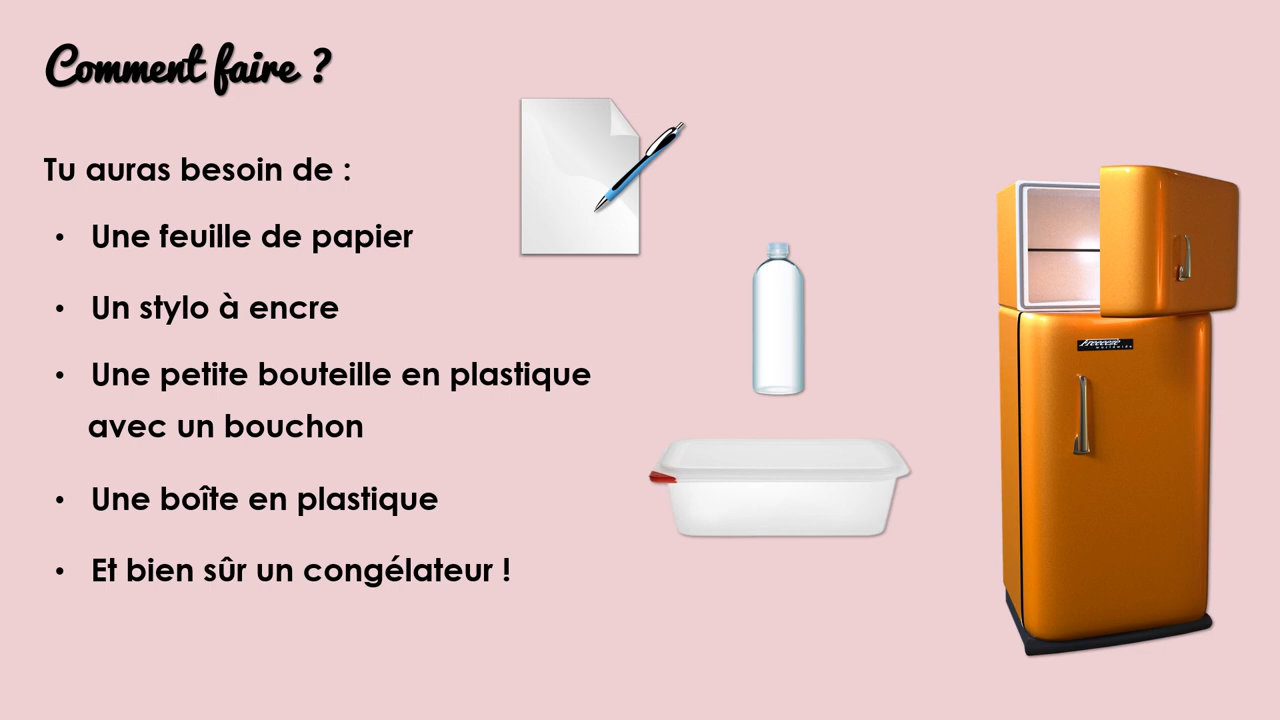 Comment faire ?
Tu auras besoin de :
• Une feuille de papier
• Un stylo à encre
• Une petite bouteille en plastique
avec un bouchon
• Une boîte en plastique
• Et bien sûr un congélateur !